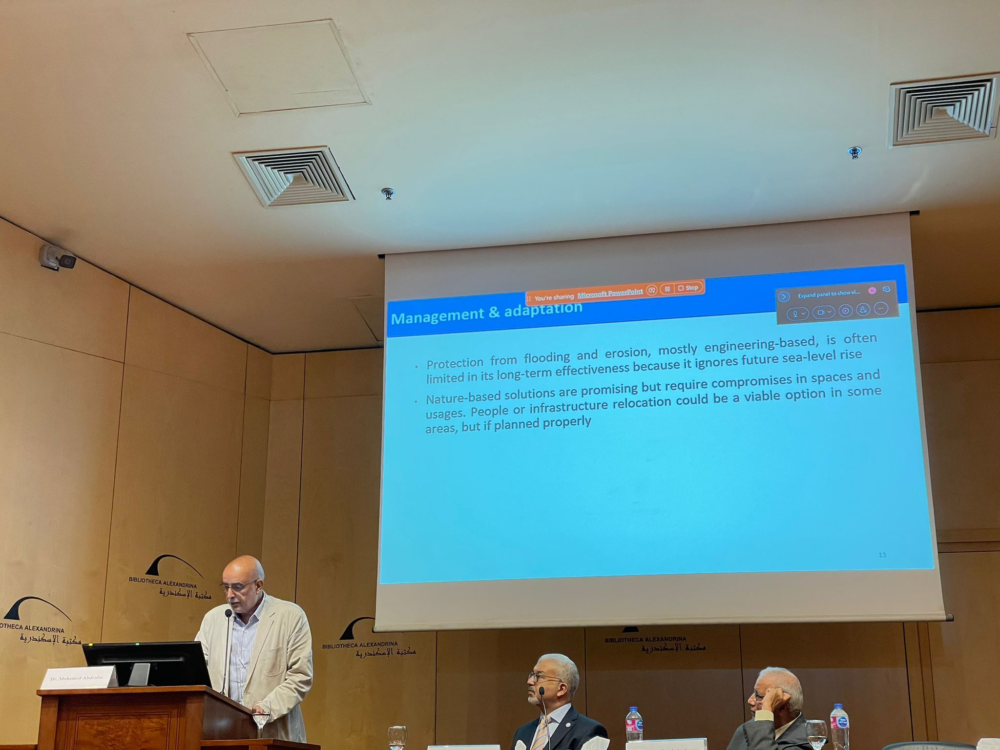 You're sharing Microsoft PowerPoint Stop
Expand panel to show vi...
Management & adaptation
• Protection from flooding and erosion, mostly engineering-based, is often
limited in its long-term effectiveness because it ignores future sea-level rise
• Nature-based solutions are promising but require compromises in spaces and
usages. People or infrastructure relocation could be a viable option in some
areas, but if planned properly
13
BIBLIOTHECA ALEXANDRINA
مكتبة الإسكندرية
OTHECA ALEXANDRINA
مكتبة الإسكندرية
BIBLIOTHECA ALEXANDRINA
مكتبة الإسكندرية
BIBLIOTHECA ALEXANDRINA
مكتبة الإسكندرية
Dr. Mohamed Abdrabo